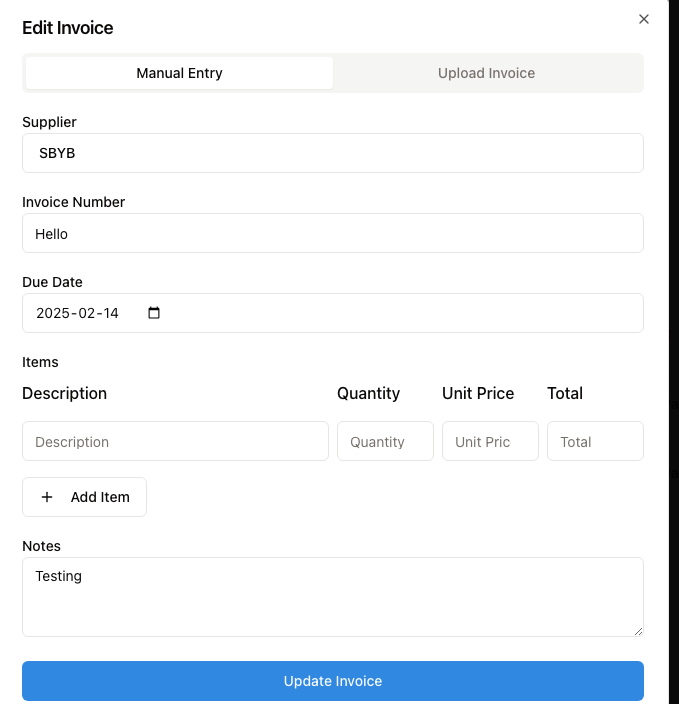 Edit Invoice
Manual Entry Upload Invoice
Supplier
SBYB
Invoice Number
Hello
Due Date
2025-02-14
Items
Description Quantity Unit Price Total
Description Quantity Unit Pric Total
+ Add Item
Notes
Testing
Update Invoice